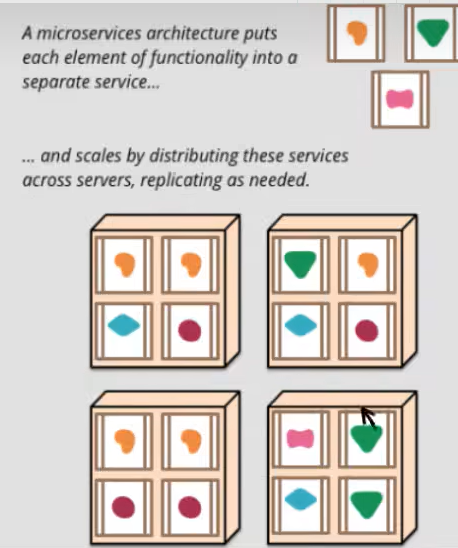 A microservices architecture puts
each element of functionality into a
separate service...
... and scales by distributing these services
across servers, replicating as needed.